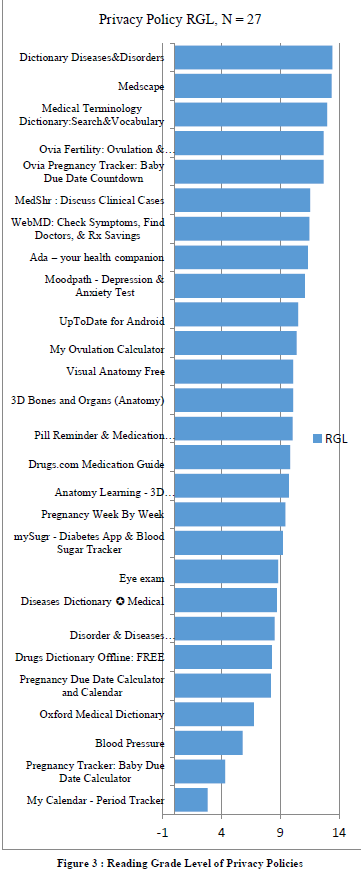 Privacy Policy RGL, N = 27
Dictionary Diseases&Disorders
Medscape
Medical Terminology
Dictionary:Search&Vocabulary
Ovia Fertility: Ovulation &…
Ovia Pregnancy Tracker: Baby
Due Date Countdown
MedShr : Discuss Clinical Cases
WebMD: Check Symptoms, Find
Doctors, & Rx Savings
Ada – your health companion
Moodpath - Depression &
Anxiety Test
UpToDate for Android
My Ovulation Calculator
Visual Anatomy Free
3D Bones and Organs (Anatomy)
Pill Reminder & Medication…
RGL
Drugs.com Medication Guide
Anatomy Learning - 3D…
Pregnancy Week By Week
mySugr - Diabetes App & Blood
Sugar Tracker
Eye exam
Diseases Dictionary ✪ Medical
Disorder & Diseases…
Drugs Dictionary Offline: FREE
Pregnancy Due Date Calculator
and Calendar
Oxford Medical Dictionary
Blood Pressure
Pregnancy Tracker: Baby Due
Date Calculator
My Calendar - Period Tracker
-1 4 9 14
Figure 3 : Reading Grade Level of Privacy Policies